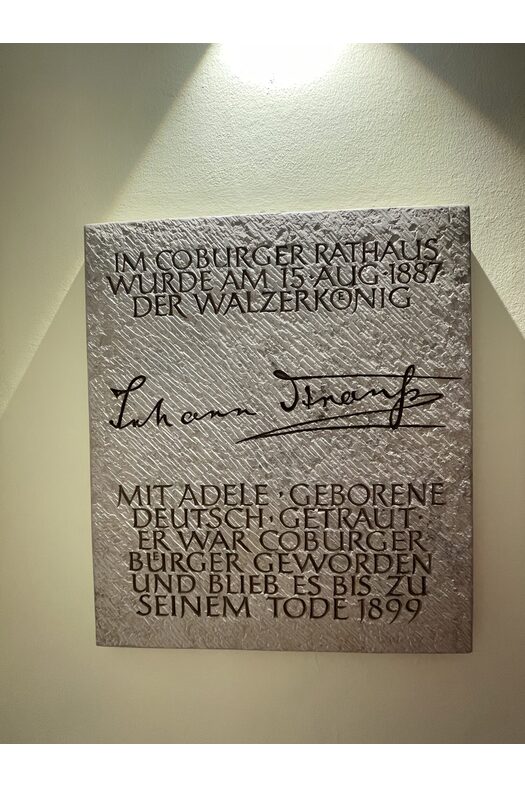 IM COBURGER RATHAUS
WURDE AM 15·AUG·1887
DER WALZERKÖNIG
Johann Strauß
MIT ADELE · GEBORENE
DEUTSCH · GETRAUT ·
ER WAR COBURGER
BÜRGER GEWORDEN
UND BLIEB ES BIS ZU
SEINEM TODE 1899